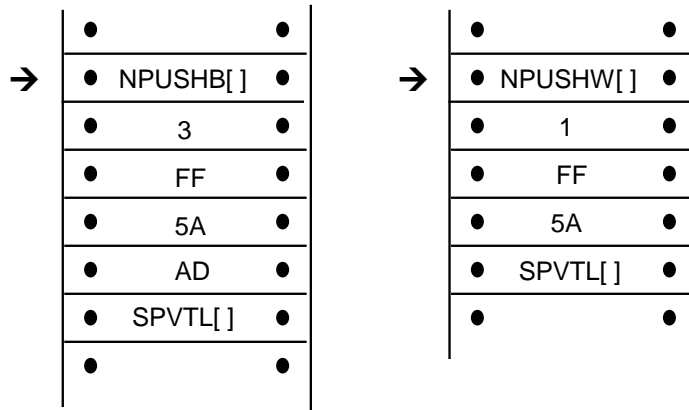 ➔ NPUSHB[ ]
3
FF
5A
AD
SPVTL[ ]
➔ NPUSHW[ ]
1
FF
5A
SPVTL[ ]